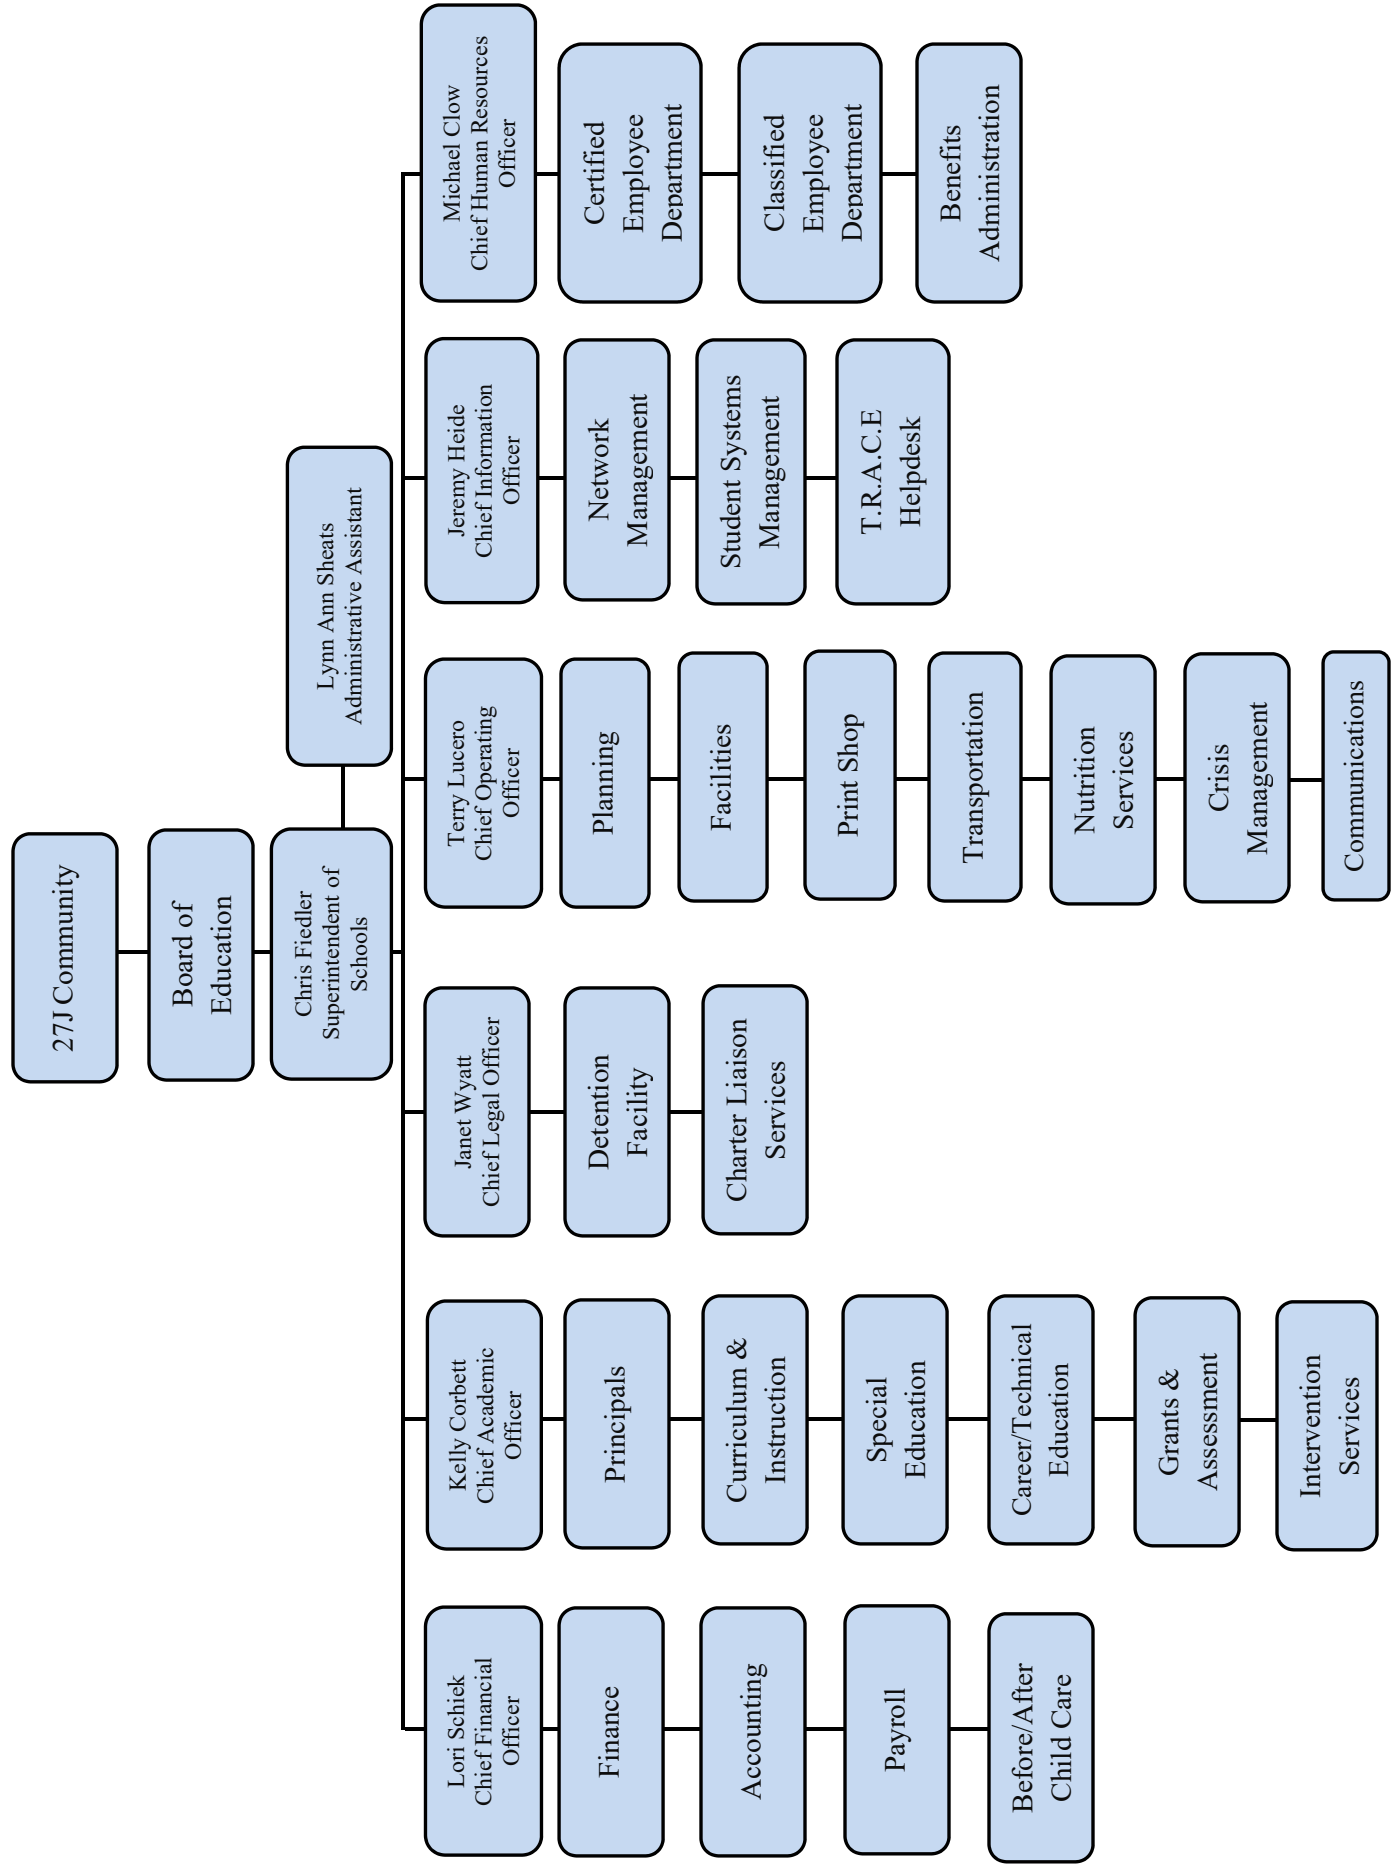 27J Community
Board of
Education
Chris Fiedler
Superintendent of
Schools
Lynn Ann Sheats
Administrative Assistant
Lori Schiek
Chief Financial
Officer
Finance
Accounting
Payroll
Before/After
Child Care
Kelly Corbett
Chief Academic
Officer
Principals
Curriculum &
Instruction
Special
Education
Career/Technical
Education
Grants &
Assessment
Intervention
Services
Janet Wyatt
Chief Legal Officer
Detention
Facility
Charter Liaison
Services
Terry Lucero
Chief Operating
Officer
Planning
Facilities
Print Shop
Transportation
Nutrition
Services
Crisis
Management
Communications
Jeremy Heide
Chief Information
Officer
Network
Management
Student Systems
Management
T.R.A.C.E
Helpdesk
Michael Clow
Chief Human Resources
Officer
Certified
Employee
Department
Classified
Employee
Department
Benefits
Administration